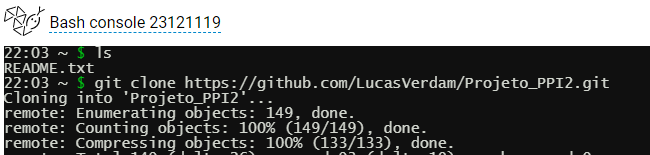 Bash console 23121119
22:03 ~ $ ls
README.txt
22:03 ~ $ git clone https://github.com/LucasVerdam/Projeto_PPI2.git
Cloning into 'Projeto_PPI2'...
remote: Enumerating objects: 149, done.
remote: Counting objects: 100% (149/149), done.
remote: Compressing objects: 100% (133/133), done.